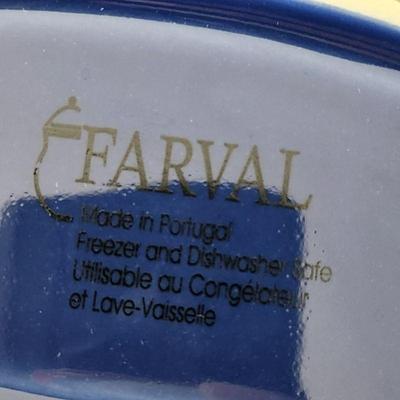 FARVAL
Made in Portugal
Freezer and Dishwasher Safe
Utilisable au Congélateur
et Lave-Vaisselle